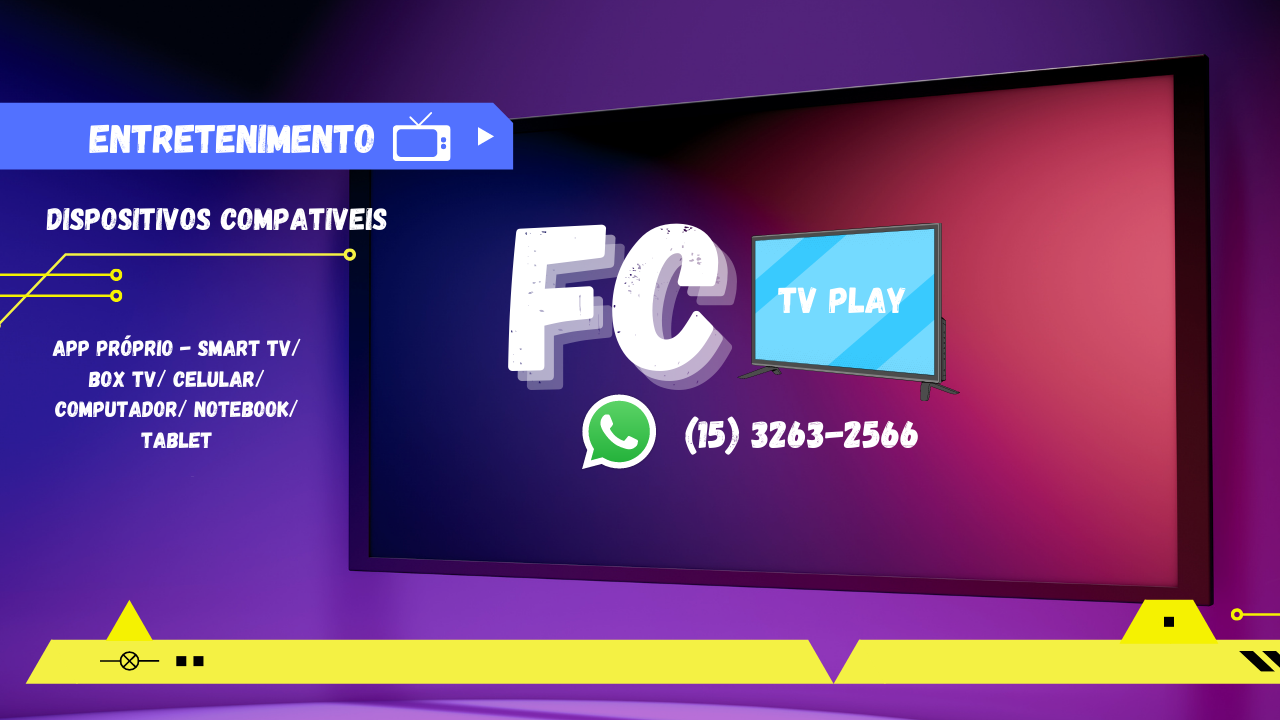 ENTRETENIMENTO
DISPOSITIVOS COMPATIVEIS
APP PRÓPRIO - SMART TV/
BOX TV/ CELULAR/
COMPUTADOR/ NOTEBOOK/
TABLET
FC
TV PLAY
(15) 3263-2566